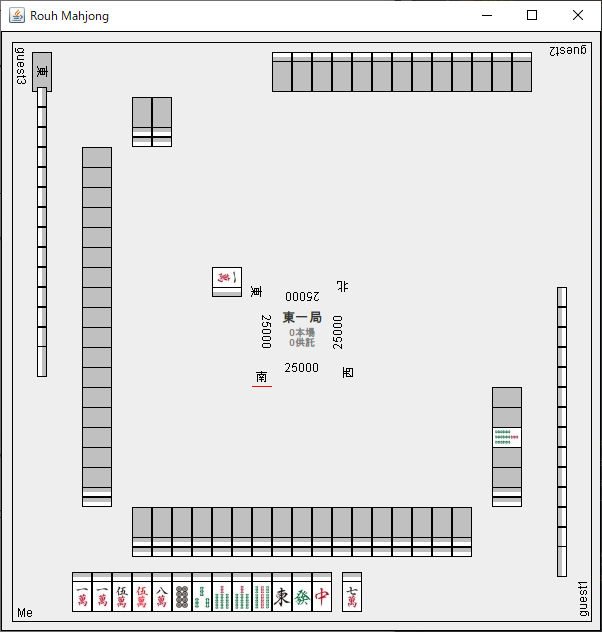 Rouh Mahjong
guest3
東
guest2
一萬
東
25000
北
25000
東一局
0本場
0供託
25000
南
25000
西
一萬
一萬
伍萬
伍萬
八萬
東
發
中
七萬
Me
guest1